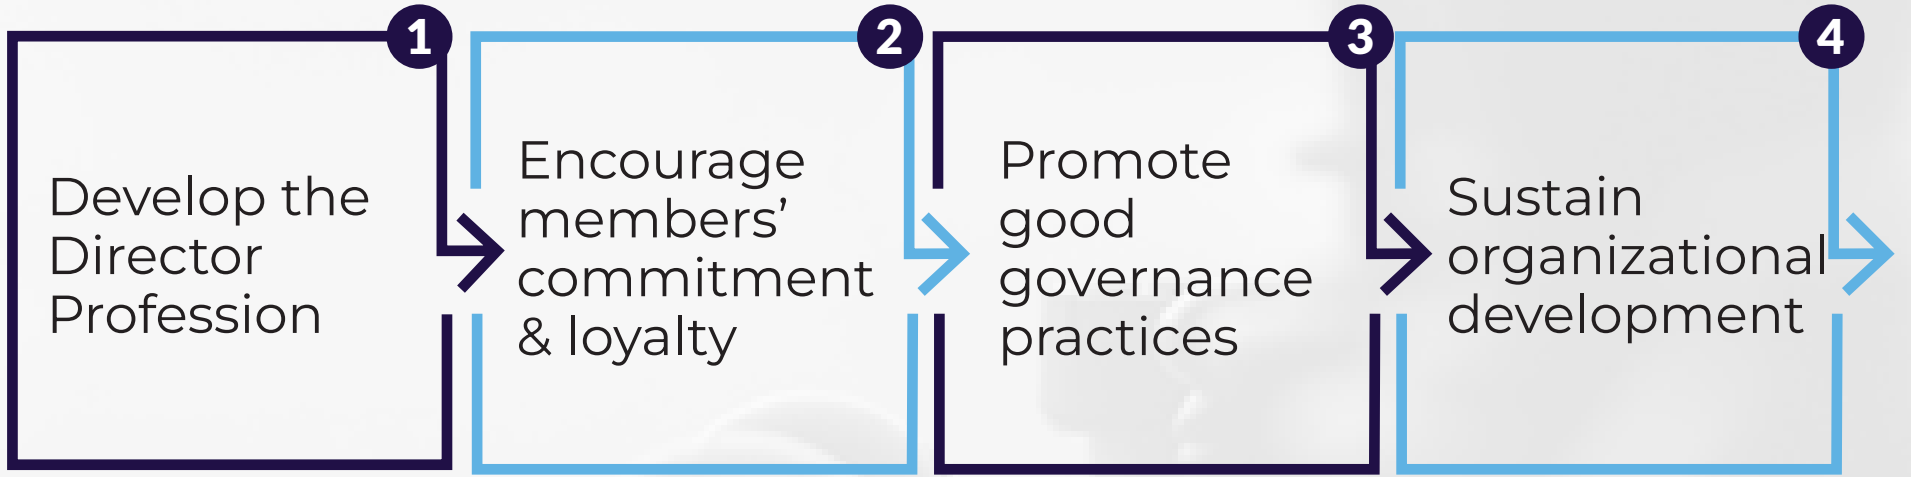 1
Develop the
Director
Profession
2
Encourage
members’
commitment
& loyalty
3
Promote
good
governance
practices
4
Sustain
organizational
development